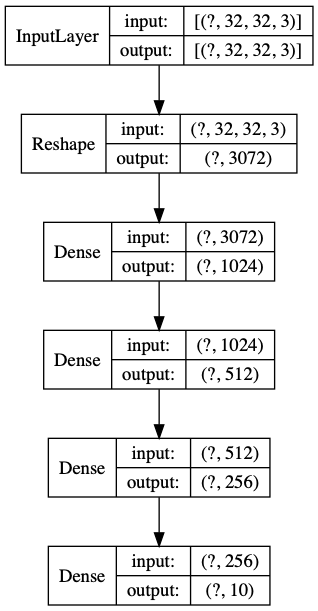 InputLayer
input: [(?, 32, 32, 3)]
output: [(?, 32, 32, 3)]
Reshape
input: (?, 32, 32, 3)
output: (?, 3072)
Dense
input: (?, 3072)
output: (?, 1024)
Dense
input: (?, 1024)
output: (?, 512)
Dense
input: (?, 512)
output: (?, 256)
Dense
input: (?, 256)
output: (?, 10)